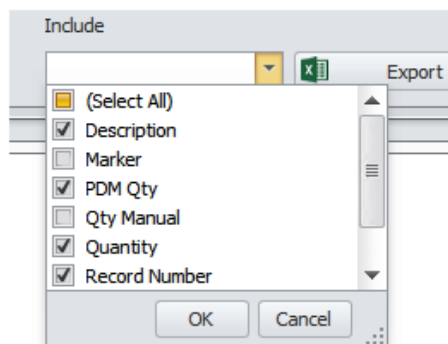 Include
Export
(Select All)
Description
Marker
PDM Qty
Qty Manual
Quantity
Record Number
OK Cancel